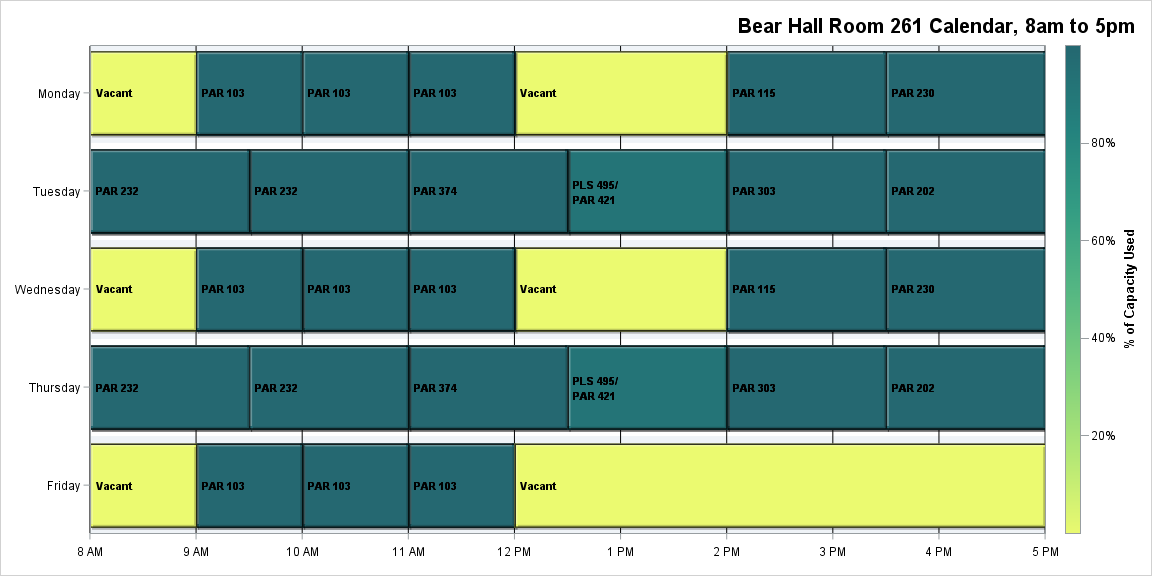 Bear Hall Room 261 Calendar, 8am to 5pm
Monday
Vacant
PAR 103
PAR 103
PAR 103
Vacant
PAR 115
PAR 230
Tuesday
PAR 232
PAR 232
PAR 374
PLS 495/
PAR 421
PAR 303
PAR 202
Wednesday
Vacant
PAR 103
PAR 103
PAR 103
Vacant
PAR 115
PAR 230
Thursday
PAR 232
PAR 232
PAR 374
PLS 495/
PAR 421
PAR 303
PAR 202
Friday
Vacant
PAR 103
PAR 103
PAR 103
Vacant
8 AM
9 AM
10 AM
11 AM
12 PM
1 PM
2 PM
3 PM
4 PM
5 PM
80%
60%
40%
20%
% of Capacity Used